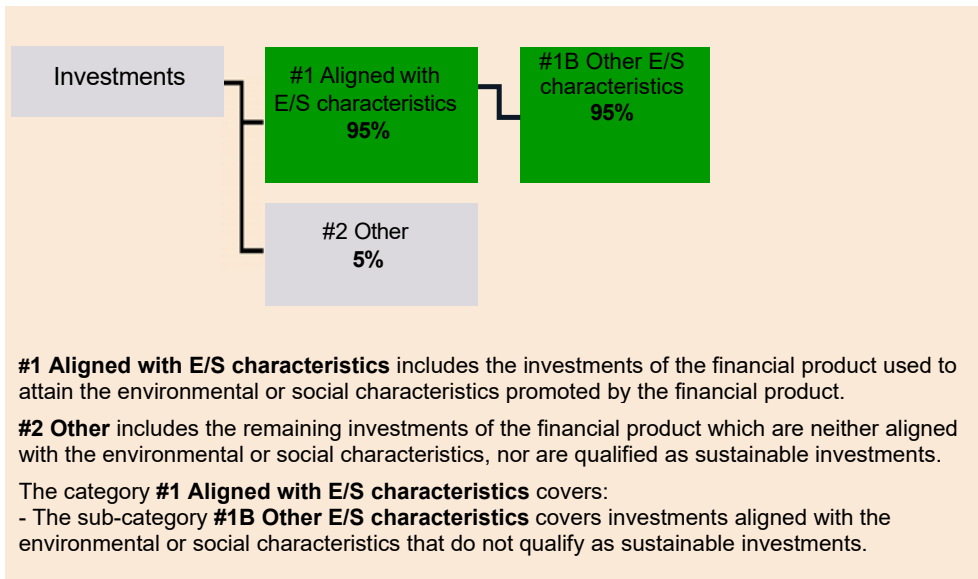 Investments
#1 Aligned with
E/S characteristics
95%
#1B Other E/S
characteristics
95%
#2 Other
5%
#1 Aligned with E/S characteristics includes the investments of the financial product used to
attain the environmental or social characteristics promoted by the financial product.
#2 Other includes the remaining investments of the financial product which are neither aligned
with the environmental or social characteristics, nor are qualified as sustainable investments.
The category #1 Aligned with E/S characteristics covers:
- The sub-category #1B Other E/S characteristics covers investments aligned with the
environmental or social characteristics that do not qualify as sustainable investments.